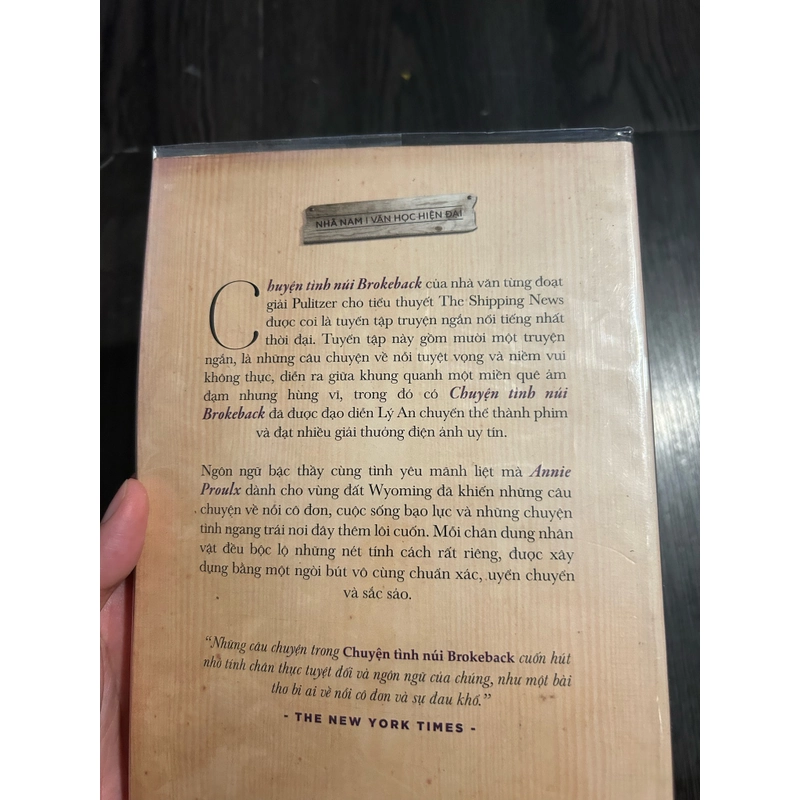 NHÃ NAM | VĂN HỌC HIỆN ĐẠI
Chuyện tình núi Brokeback của nhà văn từng đoạt
giải Pulitzer cho tiểu thuyết The Shipping News
được coi là tuyển tập truyện ngắn nổi tiếng nhất
thời đại. Tuyển tập này gồm mười một truyện
ngắn, là những câu chuyện về nỗi tuyệt vọng và niềm vui
không thực, diễn ra giữa khung quanh một miền quê ảm
đạm nhưng hùng vĩ, trong đó có Chuyện tình núi
Brokeback đã được đạo diễn Lý An chuyển thể thành phim
và đạt nhiều giải thưởng điện ảnh uy tín.
Ngôn ngữ bậc thầy cùng tình yêu mãnh liệt mà Annie
Proulx dành cho vùng đất Wyoming đã khiến những câu
chuyện về nỗi cô đơn, cuộc sống bạo lực và những chuyện
tình ngang trái nơi đây thêm lôi cuốn. Mỗi chân dung nhân
vật đều bộc lộ những nét tính cách rất riêng, được xây
dựng bằng một ngòi bút vô cùng chuẩn xác, uyển chuyển
và sắc sảo.
“Những câu chuyện trong Chuyện tình núi Brokeback cuốn hút
nhờ tính chân thực tuyệt đối và ngôn ngữ của chúng, như một bài
thơ bi ai về nỗi cô đơn và sự đau khổ.”
- THE NEW YORK TIMES -